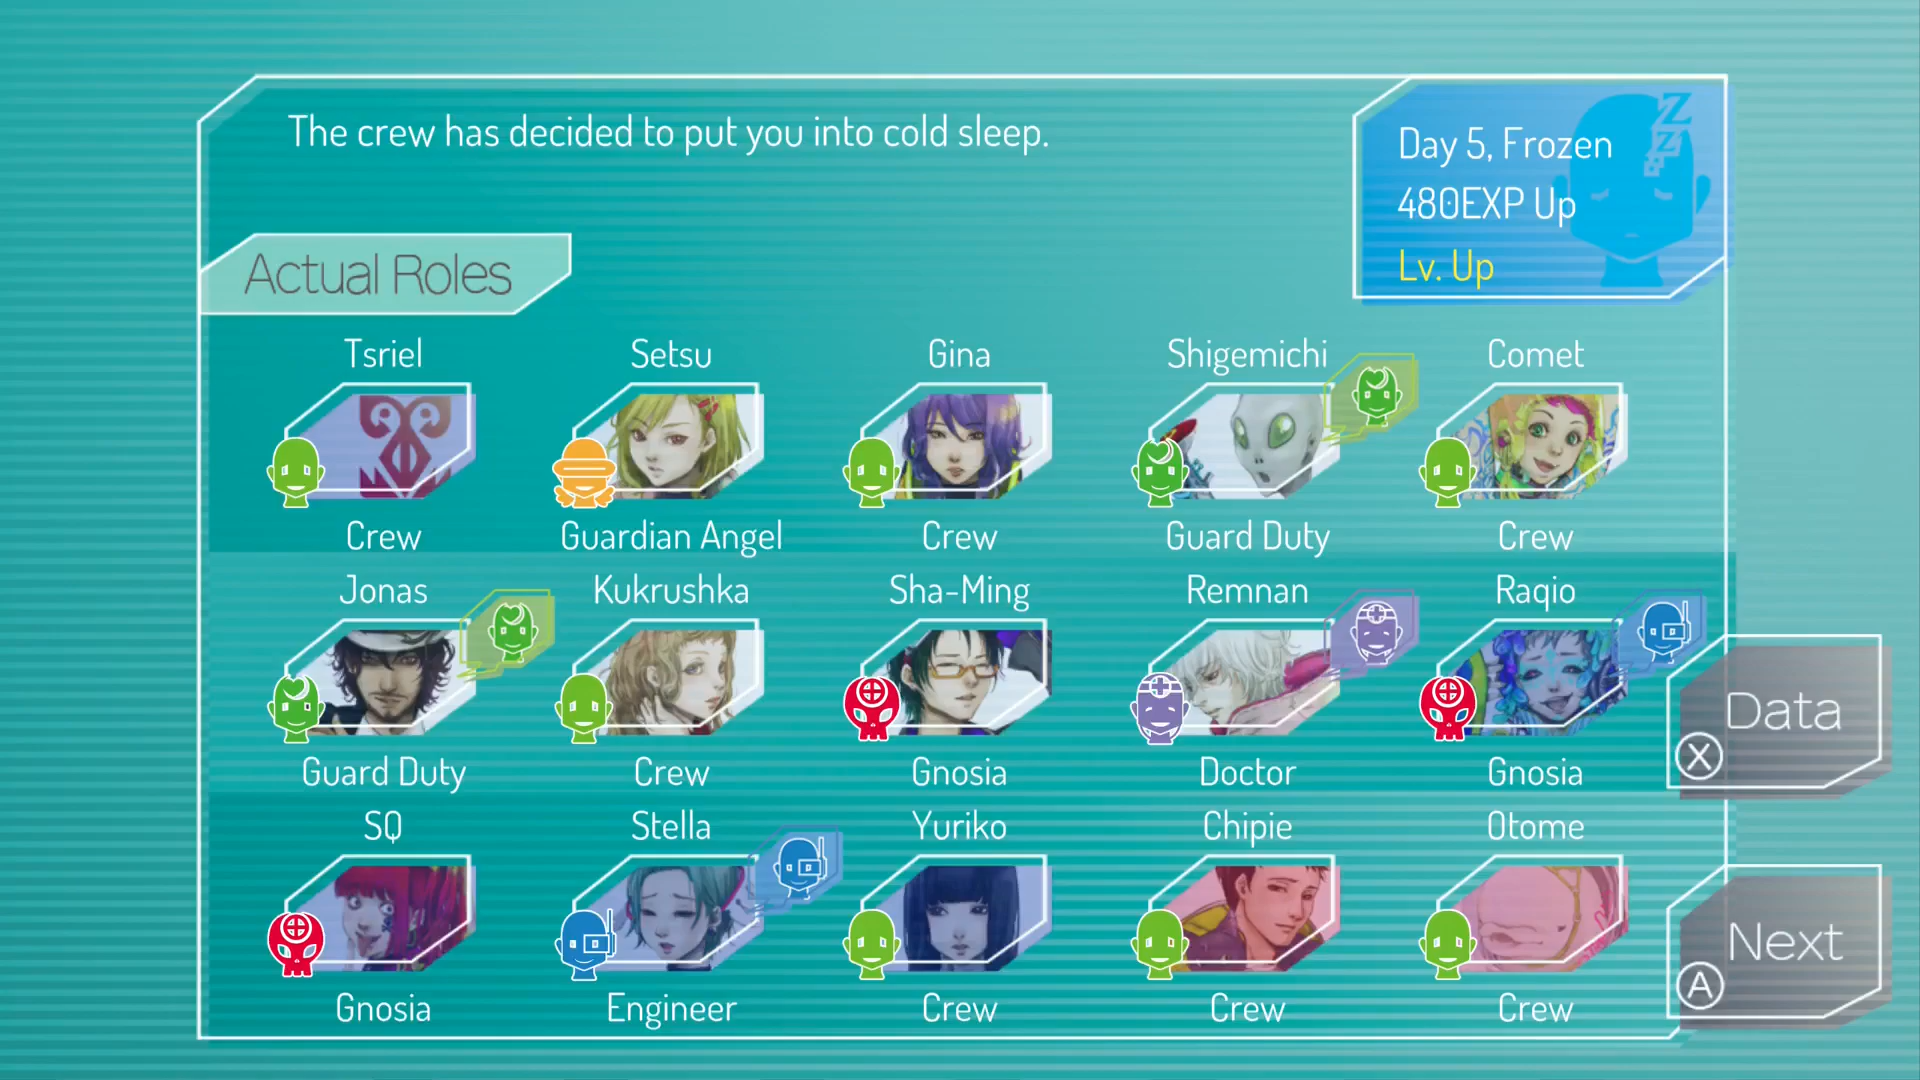 The crew has decided to put you into cold sleep.
Day 5, Frozen
480EXP Up
Lv. Up
Actual Roles
Tsriel
Setsu
Gina
Shigemichi
Comet
Crew
Guardian Angel
Crew
Guard Duty
Crew
Jonas
Kukrushka
Sha-Ming
Remnan
Raqio
Guard Duty
Crew
Gnosia
Doctor
Gnosia
Data
X
SQ
Stella
Yuriko
Chipie
Otome
Gnosia
Engineer
Crew
Crew
Crew
Next
A